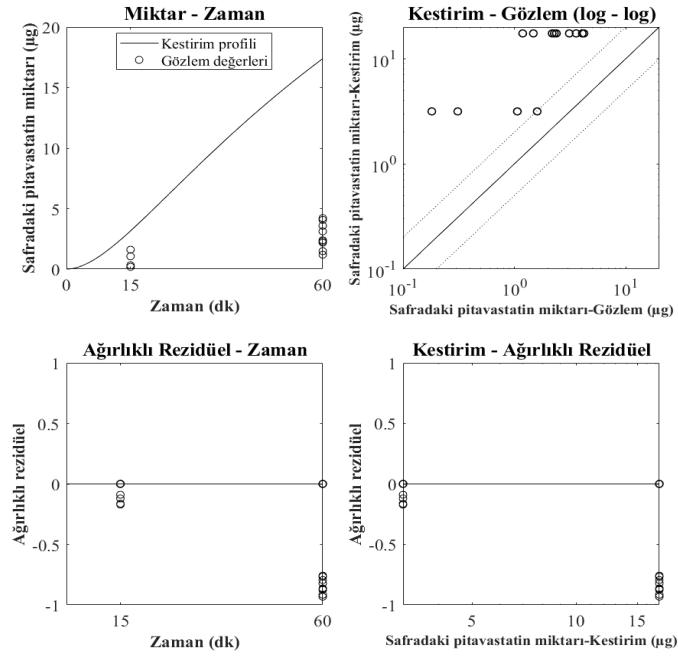 Miktar - Zaman
Safradaki pitavastatin miktarı (µg)
20
15
10
5
0
Kestirim profili
Gözlem değerleri
0
15
60
Zaman (dk)
Kestirim - Gözlem (log - log)
Safradaki pitavastatin miktarı-Kestirim (µg)
10¹
10⁰
10⁻¹
10⁻¹
10⁰
10¹
Safradaki pitavastatin miktarı-Gözlem (µg)
Ağırlıklı Rezidüel - Zaman
Ağırlıklı rezidüel
1
0.5
0
-0.5
-1
15
60
Zaman (dk)
Kestirim - Ağırlıklı Rezidüel
Ağırlıklı rezidüel
1
0.5
0
-0.5
-1
5
10
15
Safradaki pitavastatin miktarı-Kestirim (µg)